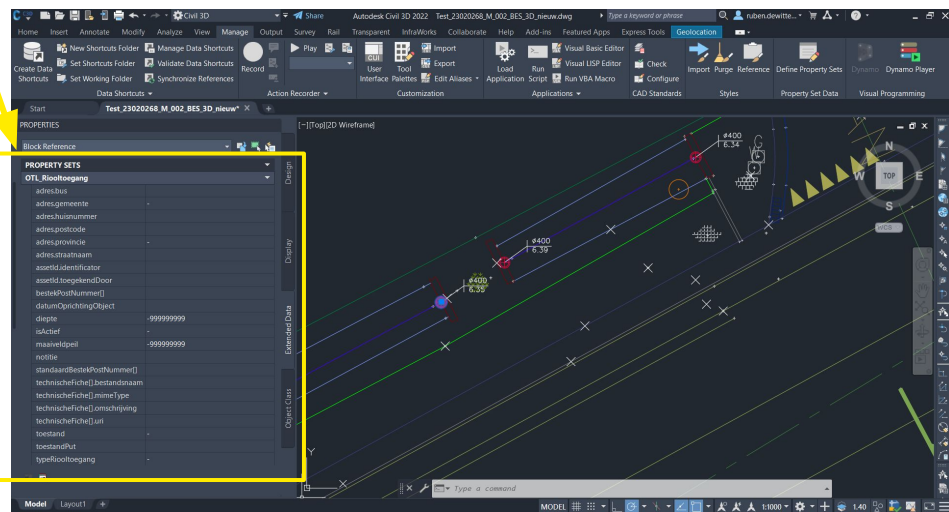 Civil 3D
Share
Autodesk Civil 3D 2022 Test_23020268_M_002_BES_3D_nieuw.dwg
Type a keyword or phrase
ruben.dewitte...
Home Insert Annotate Modify Analyze View Manage Output Survey Rail Transparent InfraWorks Collaborate Help Add-ins Featured Apps Express Tools Geolocation
Create Data Shortcuts
New Shortcuts Folder
Set Shortcuts Folder
Set Working Folder
Manage Data Shortcuts
Validate Data Shortcuts
Synchronize References
Data Shortcuts
Record
Play
Action Recorder
CUI
User Interface
Tool Palettes
Import
Export
Edit Aliases
Customization
Load Application
Run Script
Visual Basic Editor
Visual LISP Editor
Run VBA Macro
Applications
Check
Configure
CAD Standards
Import Purge Reference
Styles
Define Property Sets
Property Set Data
Dynamo
Dynamo Player
Visual Programming
Start
Test_23020268_M_002_BES_3D_nieuw*
PROPERTIES
Block Reference
PROPERTY SETS
OTL_Riooltoegang
adres.bus
adres.gemeente -
adres.huisnummer
adres.postcode
adres.provincie -
adres.straatnaam
assetId.identificator
assetId.toegekendDoor
bestekPostNummer[]
datumOprichtingObject
diepte -999999999
isActief -
maaiveldpeil -999999999
notitie
standaardBestekPostNummer[]
technischeFiche[].bestandsnaam
technischeFiche[].mimeType
technischeFiche[].omschrijving
technischeFiche[].uri
toestand -
toestandPut
typeRiooltoegang -
Design
Display
Extended Data
Object Class
[-][Top][2D Wireframe]
ø400
6.34
ø400
6.39
ø400
6.35
N
W TOP E
S
WCS
Y
X
Type a command
Model Layout1 +
MODEL
1:1000
1.40